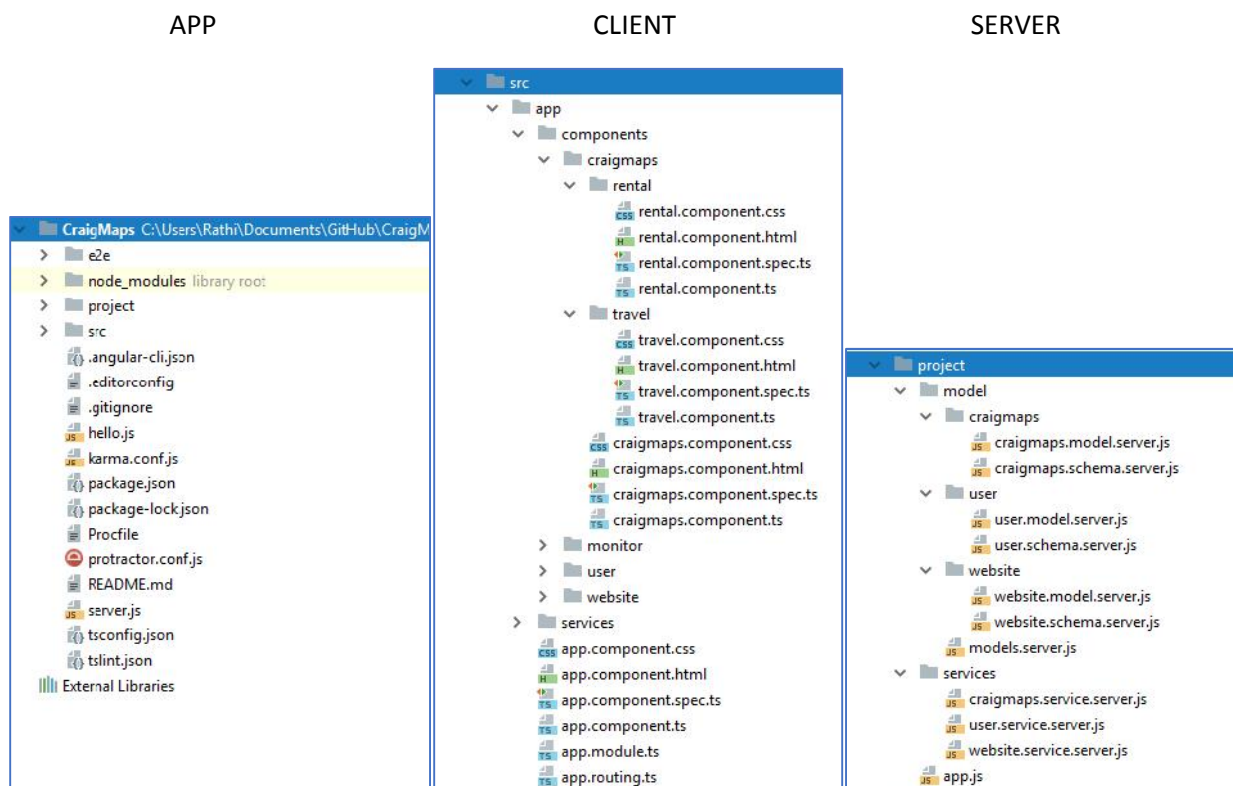 APP
CLIENT
SERVER
CraigMaps C:\Users\Rathi\Documents\GitHub\CraigM
e2e
node_modules library root
project
src
.angular-cli.json
.editorconfig
.gitignore
hello.js
karma.conf.js
package.json
package-lock.json
Procfile
protractor.conf.js
README.md
server.js
tsconfig.json
tslint.json
External Libraries
src
app
components
craigmaps
rental
rental.component.css
rental.component.html
rental.component.spec.ts
rental.component.ts
travel
travel.component.css
travel.component.html
travel.component.spec.ts
travel.component.ts
craigmaps.component.css
craigmaps.component.html
craigmaps.component.spec.ts
craigmaps.component.ts
monitor
user
website
services
app.component.css
app.component.html
app.component.spec.ts
app.component.ts
app.module.ts
app.routing.ts
project
model
craigmaps
craigmaps.model.server.js
craigmaps.schema.server.js
user
user.model.server.js
user.schema.server.js
website
website.model.server.js
website.schema.server.js
models.server.js
services
craigmaps.service.server.js
user.service.server.js
website.service.server.js
app.js